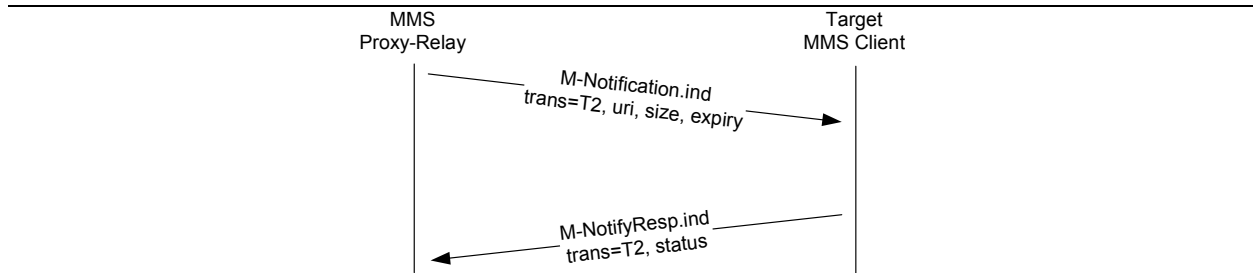 MMS
Proxy-Relay
Target
MMS Client
M-Notification.ind
trans=T2, uri, size, expiry
M-NotifyResp.ind
trans=T2, status